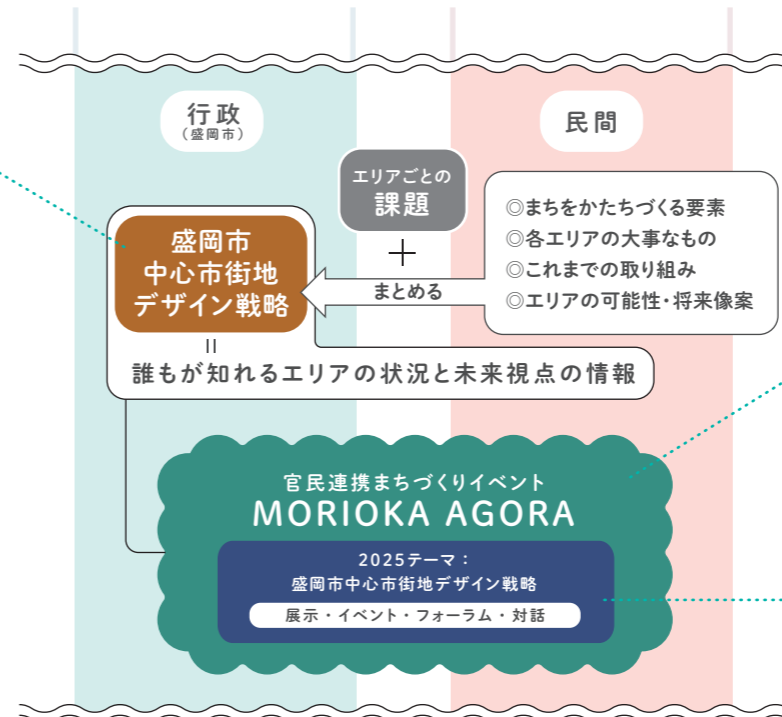 行政
(盛岡市)
民間
エリアごとの
課題
＋
◎まちをかたちづくる要素
◎各エリアの大事なもの
◎これまでの取り組み
◎エリアの可能性・将来像案
盛岡市
中心市街地
デザイン戦略
まとめる
＝
誰もが知れるエリアの状況と未来視点の情報
官民連携まちづくりイベント
MORIOKA AGORA
2025テーマ：
盛岡市中心市街地デザイン戦略
展示・イベント・フォーラム・対話